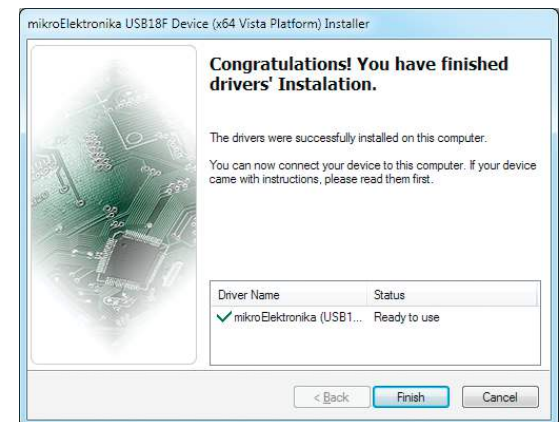 mikroElektronika USB18F Device (x64 Vista Platform) Installer
Congratulations! You have finished
drivers' Instalation.
The drivers were successfully installed on this computer.
You can now connect your device to this computer. If your device
came with instructions, please read them first.
Driver Name Status
mikroElektronika (USB1... Ready to use
< Back Finish Cancel